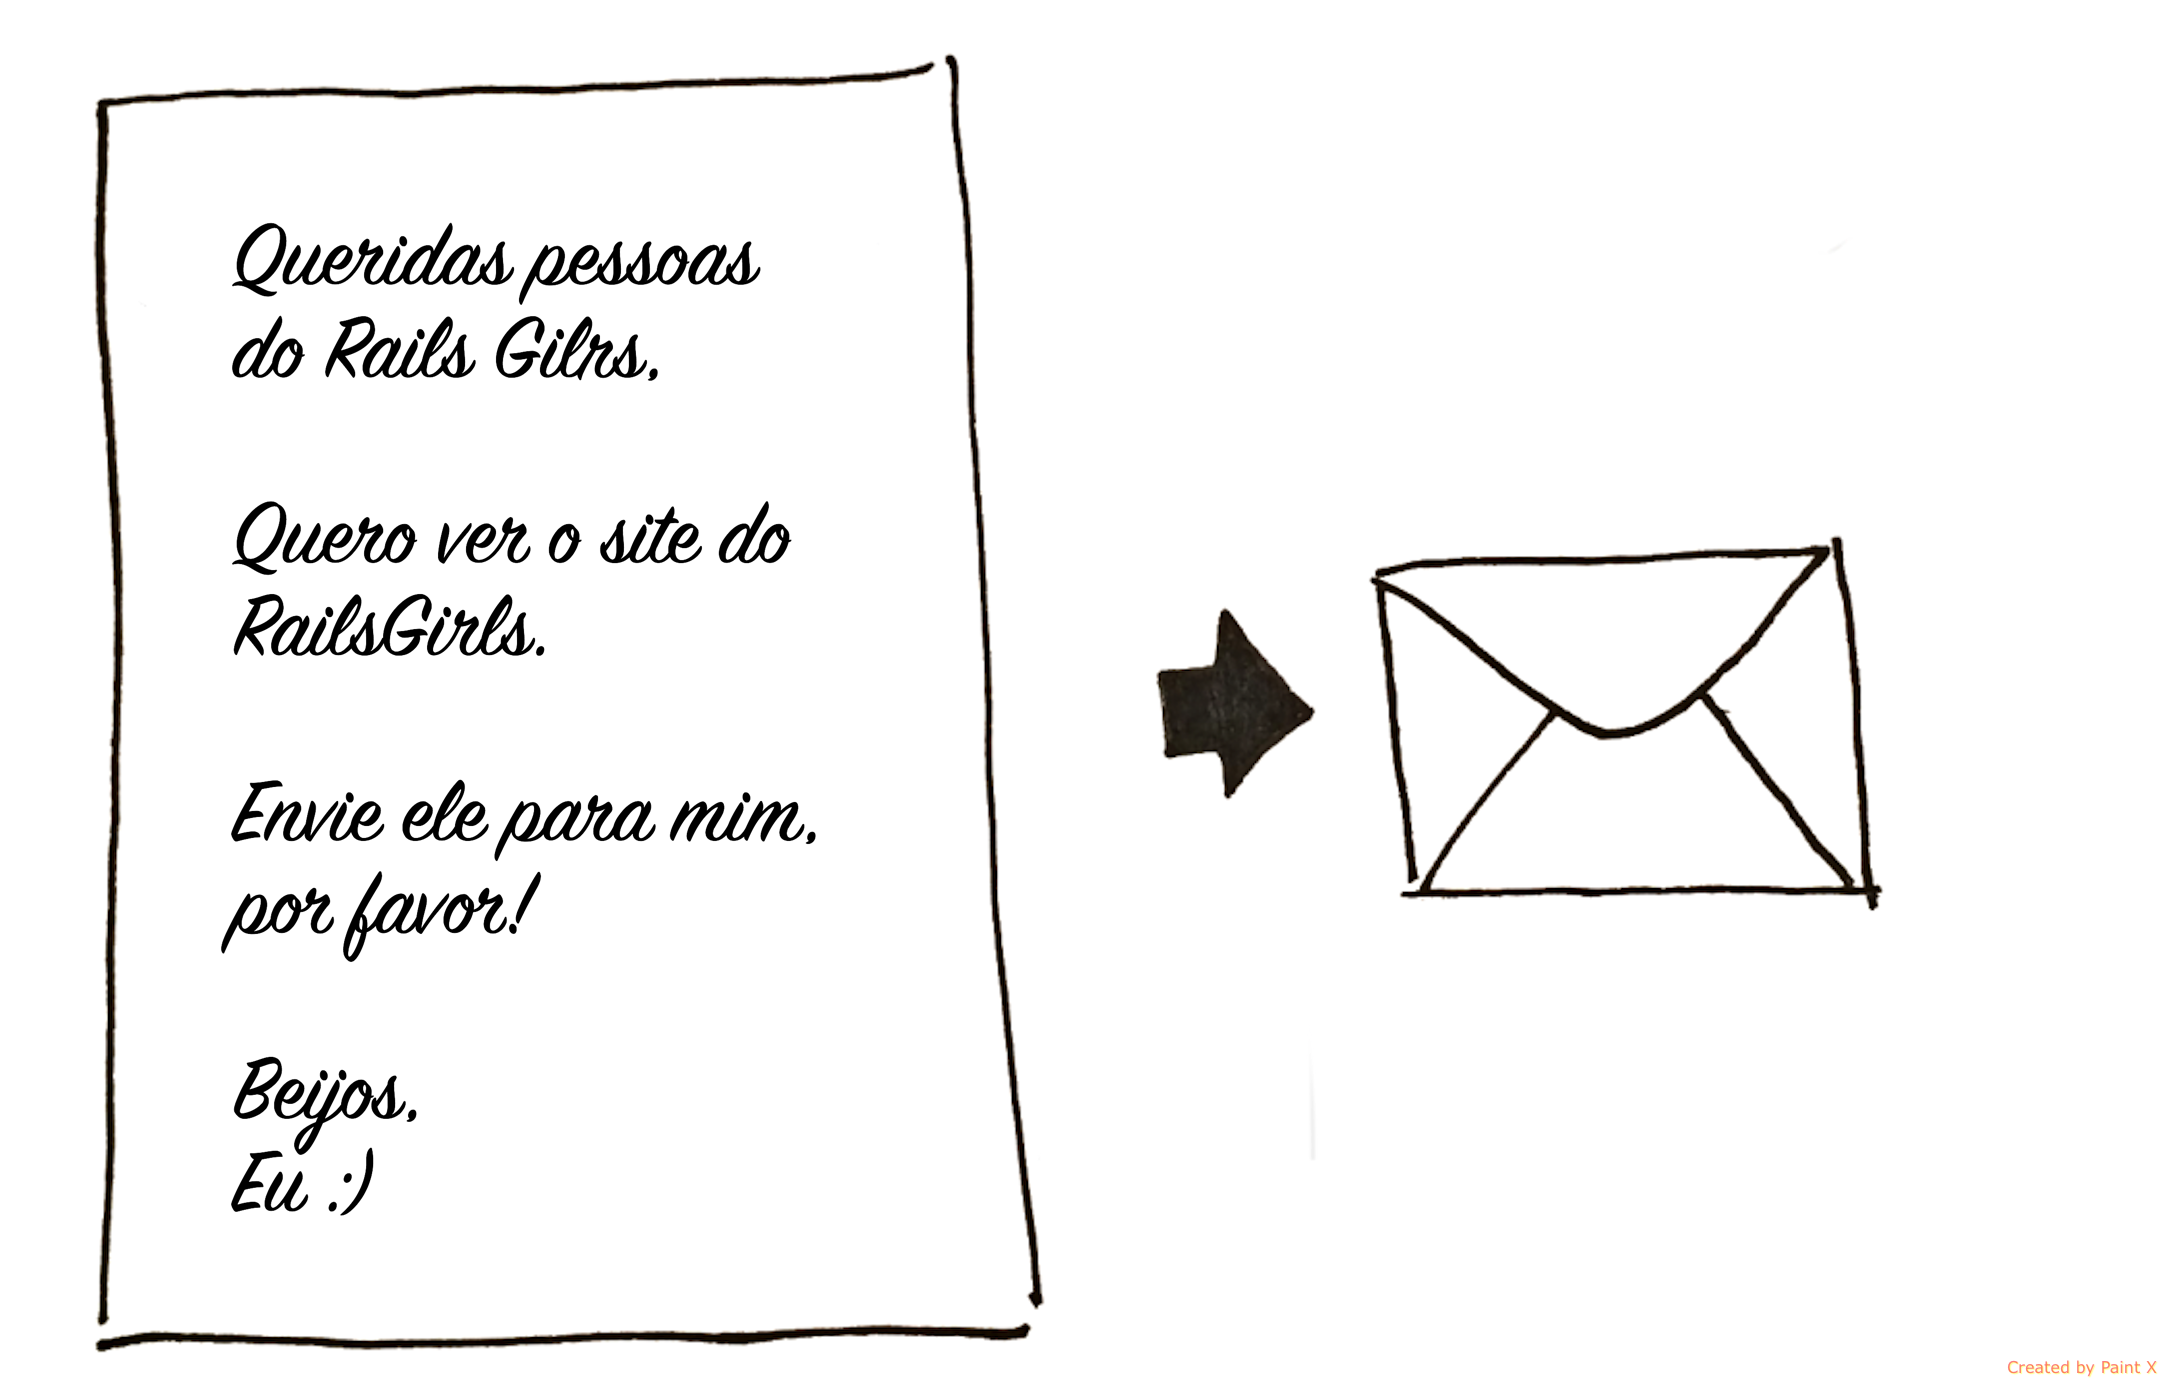 Queridas pessoas
do Rails Gilrs,
Quero ver o site do
RailsGirls.
Envie ele para mim,
por favor!
Beijos,
Eu :)
Created by Paint X